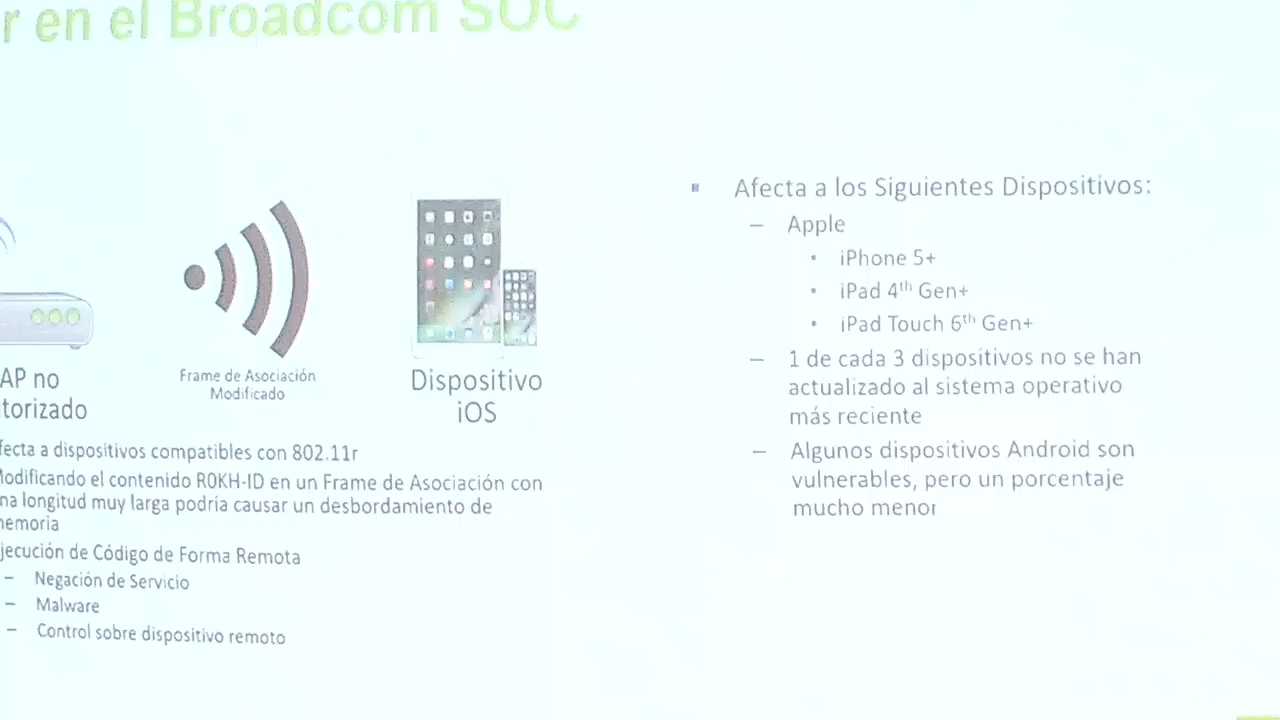 r en el Broadcom SOC
AP no
torizado
Frame de Asociación
Modificado
Dispositivo
iOS
fecta a dispositivos compatibles con 802.11r
odificando el contenido R0KH-ID en un Frame de Asociación con
na longitud muy larga podría causar un desbordamiento de
emoria
jecución de Código de Forma Remota
– Negación de Servicio
– Malware
– Control sobre dispositivo remoto
Afecta a los Siguientes Dispositivos:
– Apple
• iPhone 5+
• iPad 4th Gen+
• iPad Touch 6th Gen+
– 1 de cada 3 dispositivos no se han
actualizado al sistema operativo
más reciente
– Algunos dispositivos Android son
vulnerables, pero un porcentaje
mucho menor